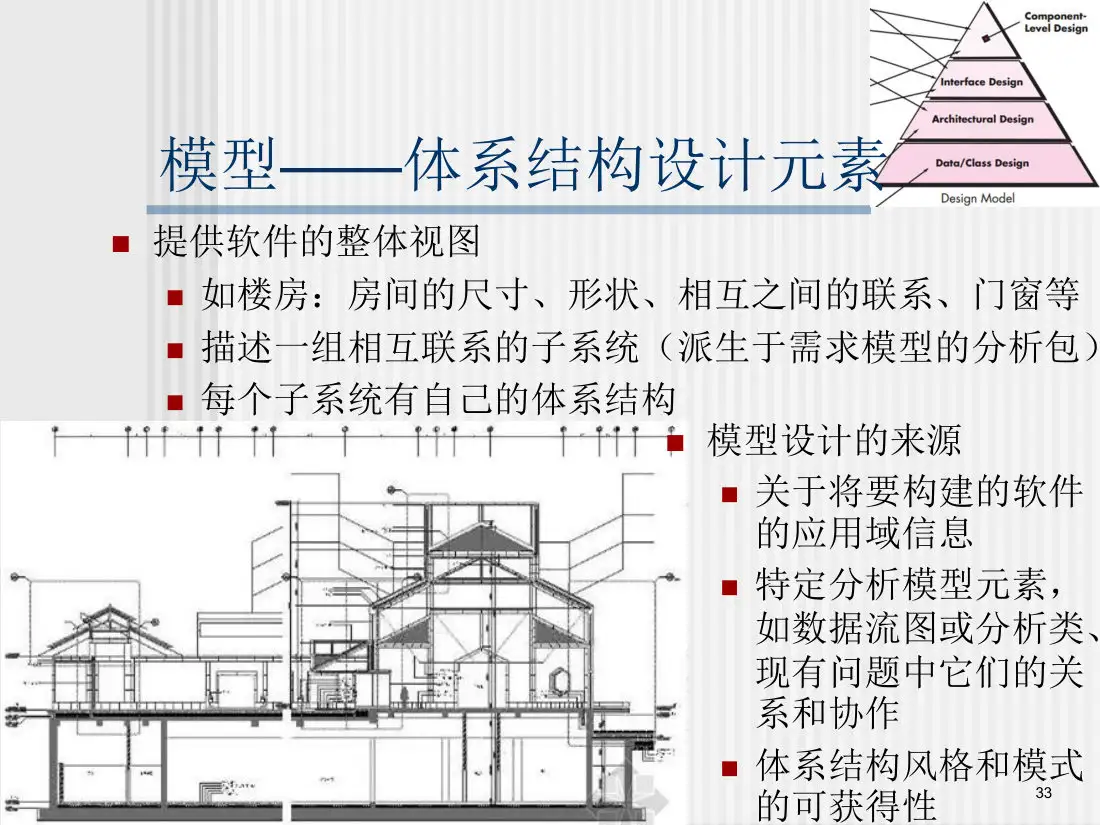 Component-
Level Design
Interface Design
Architectural Design
Data/Class Design
Design Model
模型——体系结构设计元素
提供软件的整体视图
如楼房：房间的尺寸、形状、相互之间的联系、门窗等
描述一组相互联系的子系统（派生于需求模型的分析包）
每个子系统有自己的体系结构
模型设计的来源
关于将要构建的软件
的应用域信息
特定分析模型元素，
如数据流图或分析类、
现有问题中它们的关
系和协作
体系结构风格和模式
的可获得性
33